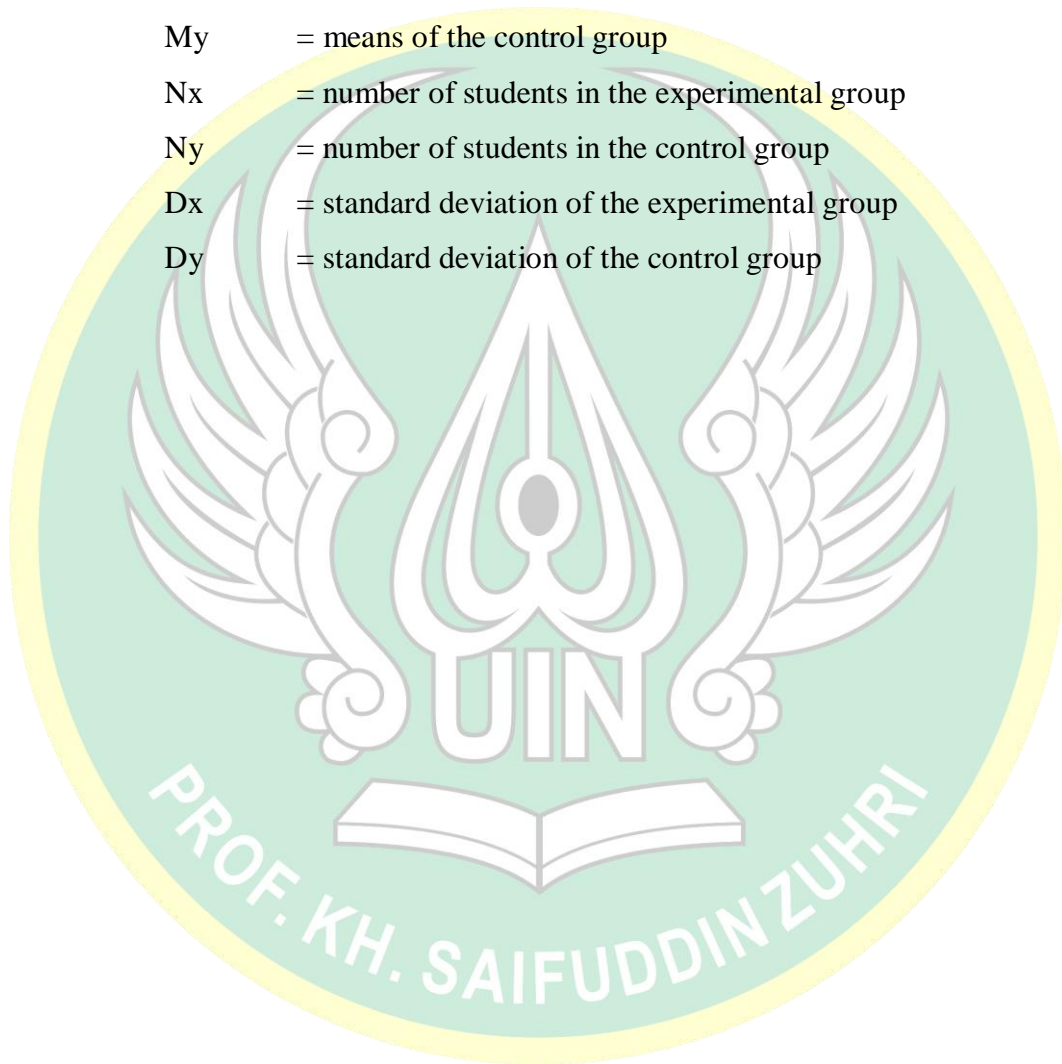 My = means of the control group
Nx = number of students in the experimental group
Ny = number of students in the control group
Dx = standard deviation of the experimental group
Dy = standard deviation of the control group
UIN
PROF. KH. SAIFUDDIN ZUHRI